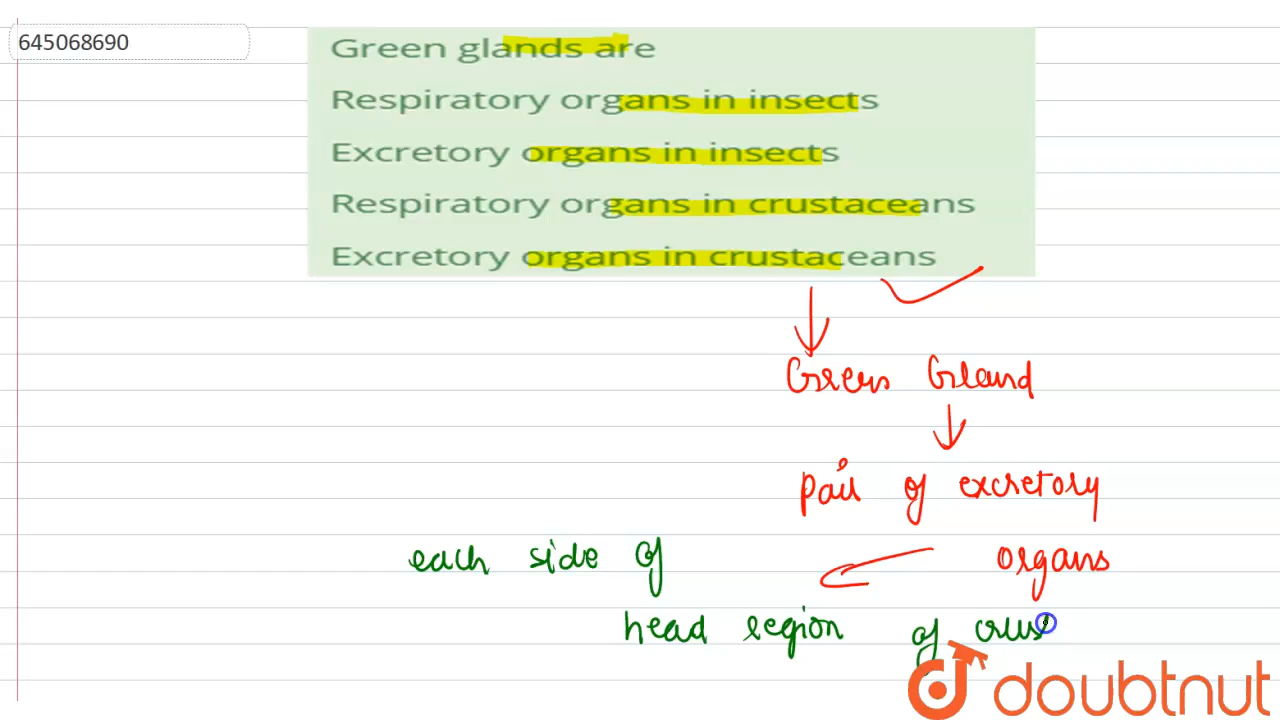 645068690
Green glands are
Respiratory organs in insects
Excretory organs in insects
Respiratory organs in crustaceans
Excretory organs in crustaceans
Green Gland
Pair of excretory
organs
each side of
head region of crus
doubtnut